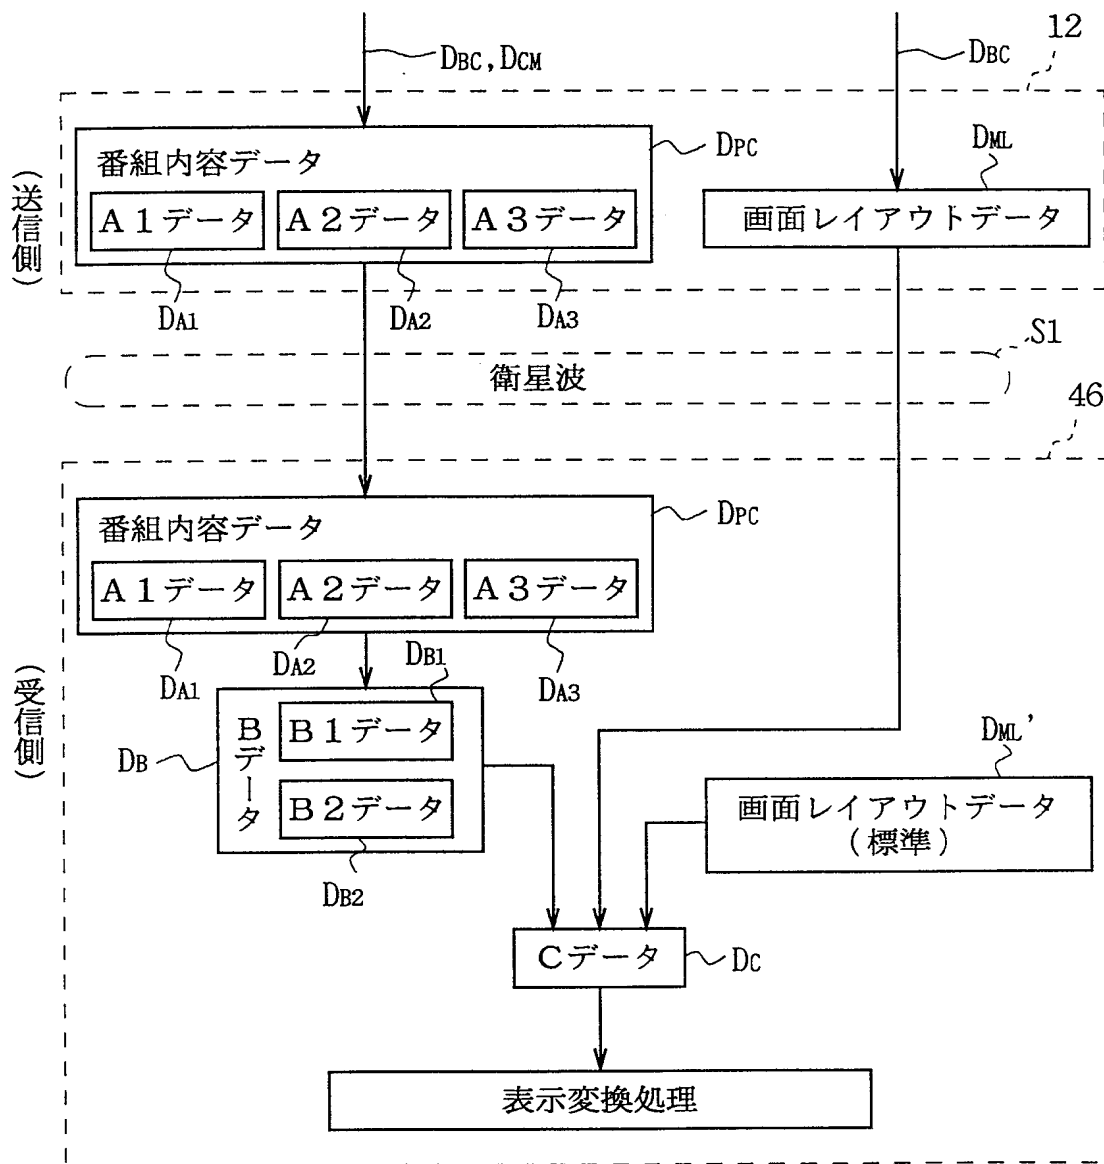 12
DBC, DCM
DBC
(送信側)
番組内容データ
DPC
A1データ
A2データ
A3データ
DML
画面レイアウトデータ
DA1
DA2
DA3
S1
衛星波
46
(受信側)
番組内容データ
DPC
A1データ
A2データ
A3データ
DA1
DA2
DB1
DA3
DB
Bデータ
B1データ
B2データ
DB2
DML'
画面レイアウトデータ
(標準)
Cデータ
DC
表示変換処理